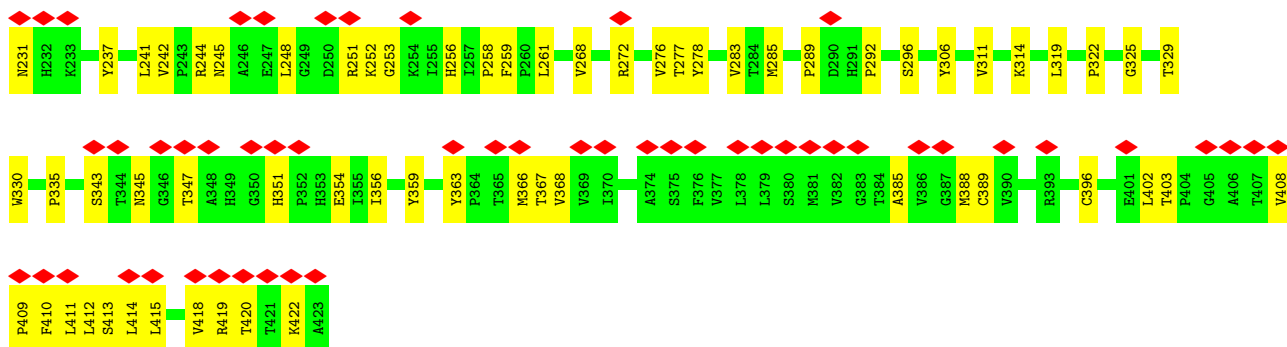 N231 H232 K233 Y237 L241 V242 P243 R244 N245 A246 E247 L248 G249 D250 R251 K252 G253 K254 I255 H256 I257 P258 F259 P260 L261 V268 R272 V276 T277 Y278 V283 T284 M285 P289 D290 H291 P292 S296 Y306 V311 K314 L319 P322 G325 T329
W330 P335 S343 T344 N345 G346 T347 A348 H349 G350 H351 P352 H353 E354 I355 I356 Y359 Y363 P364 T365 M366 T367 V368 V369 I370 A374 S375 F376 V377 L378 L379 S380 M381 V382 G383 T384 A385 V386 G387 M388 C389 V390 R393 C396 E401 L402 T403 P404 G405 A406 T407 V408
P409 F410 L411 L412 S413 L414 L415 V418 R419 T420 T421 K422 A423